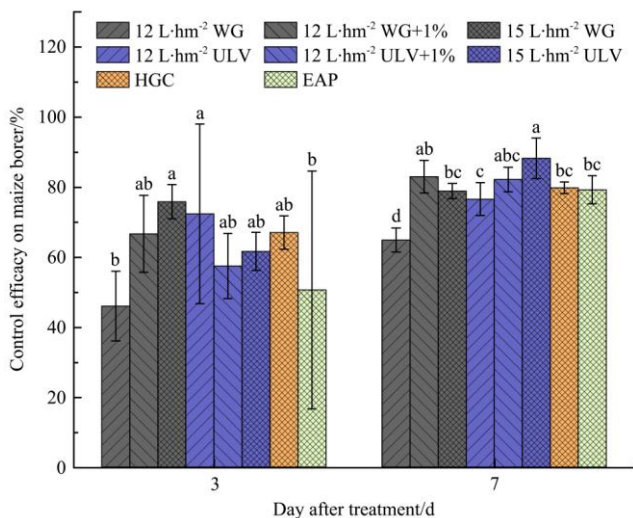 12 L·hm⁻² WG 12 L·hm⁻² WG+1% 15 L·hm⁻² WG
12 L·hm⁻² ULV 12 L·hm⁻² ULV+1% 15 L·hm⁻² ULV
HGC EAP
Control efficacy on maize borer/%
120
100
80
60
40
20
0
b ab a a ab ab ab b
d ab bc c abc a bc bc
3 7
Day after treatment/d